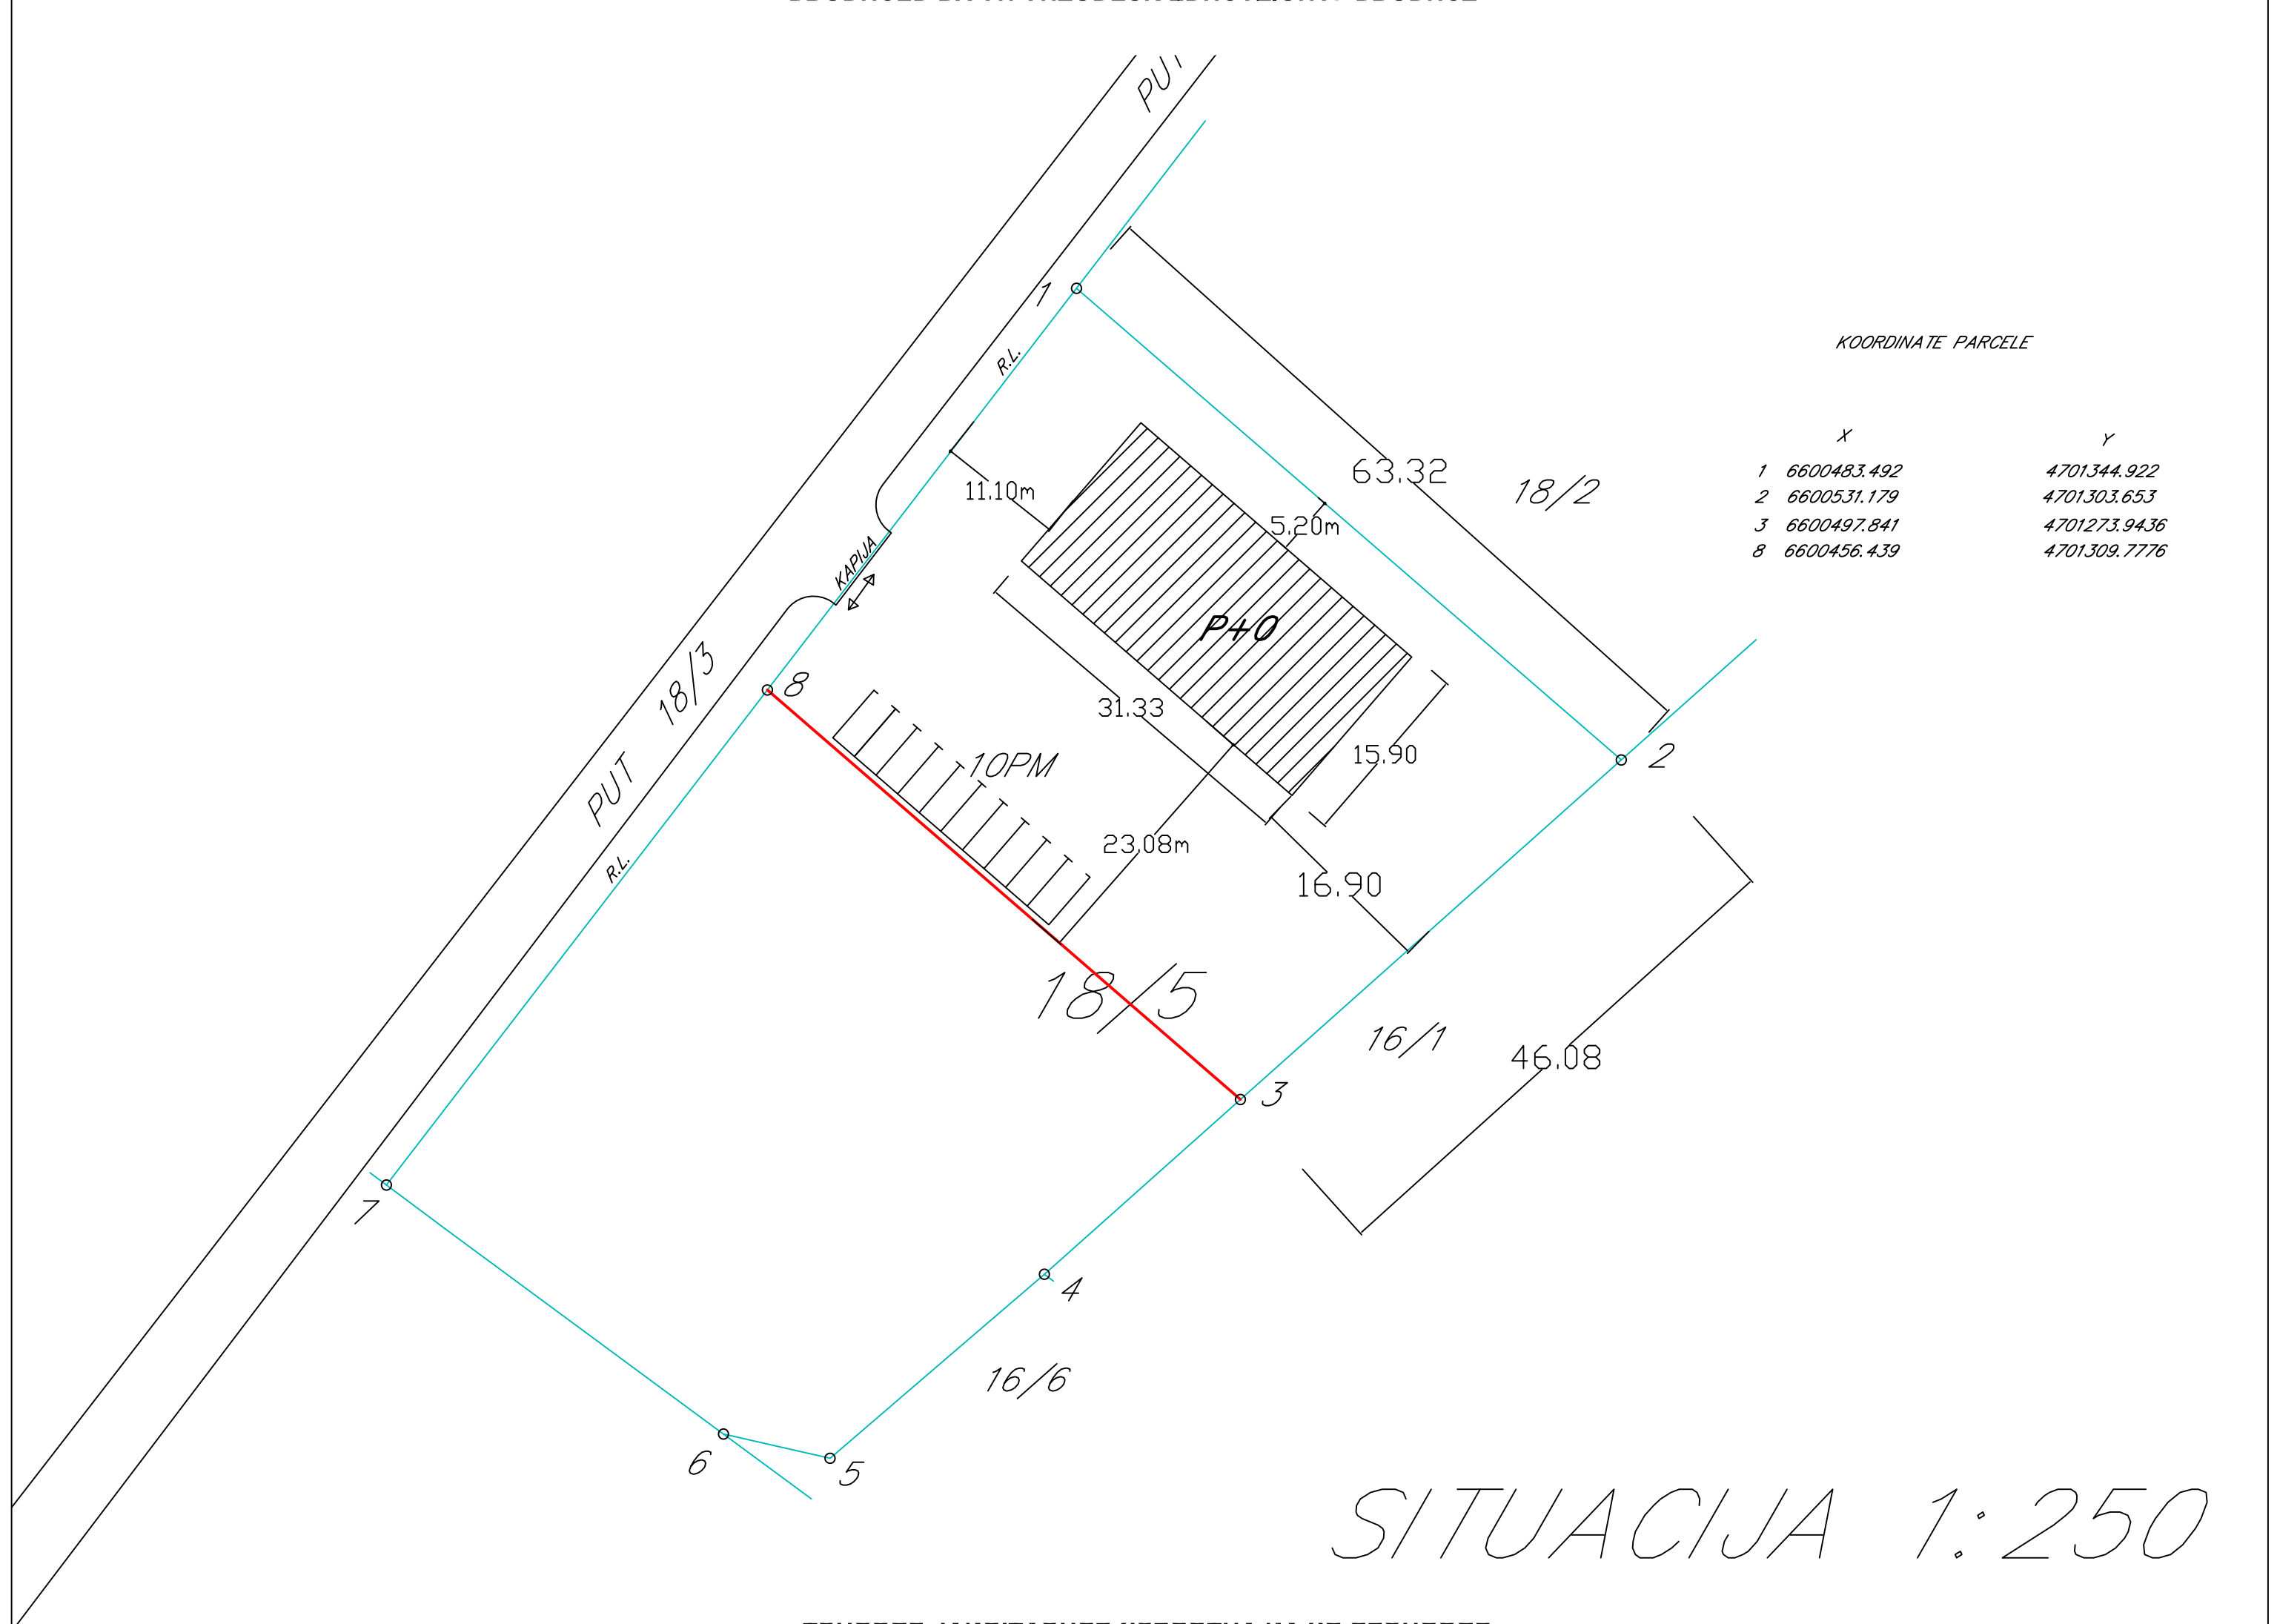 PUT
1
R.L.
KOORDINATE PARCELE
X Y
1 6600483.492 4701344.922
2 6600531.179 4701303.653
3 6600497.841 4701273.9436
8 6600456.439 4701309.7776
63.32
18/2
11.10m
5.20m
KAPIJA
P+0
PUT 18/3
8
31.33
10PM
15.90
2
23.08m
R.L.
16.90
18/5
16/1
46.08
3
7
4
16/6
6
5
SITUACIJA 1:250